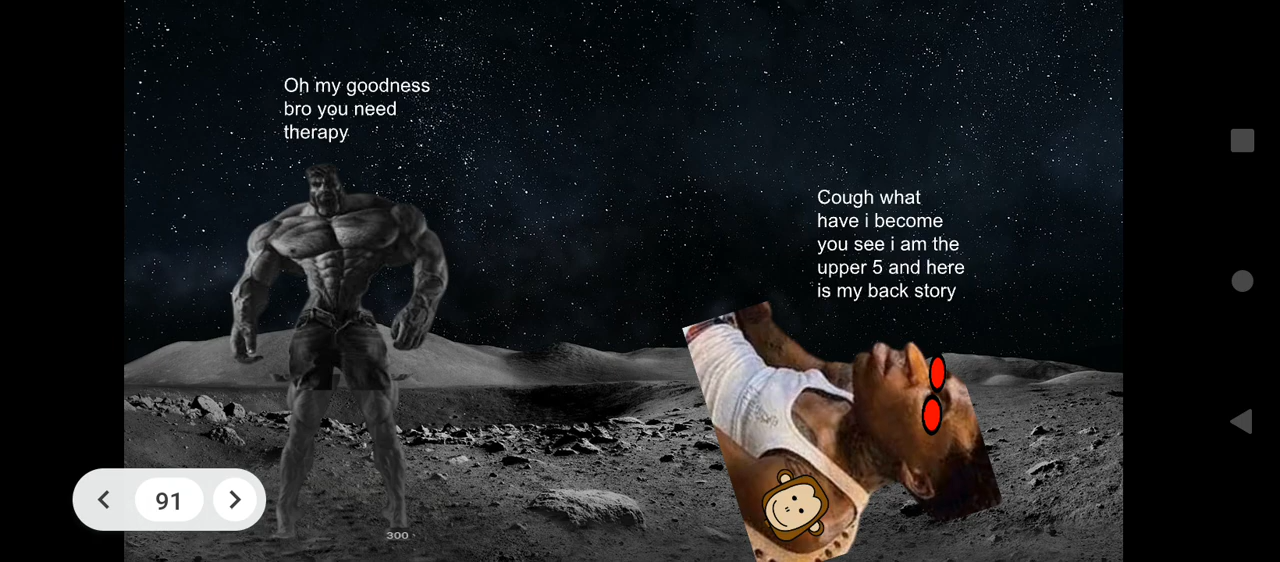 Oh my goodness
bro you need
therapy
Cough what
have i become
you see i am the
upper 5 and here
is my back story
91
300